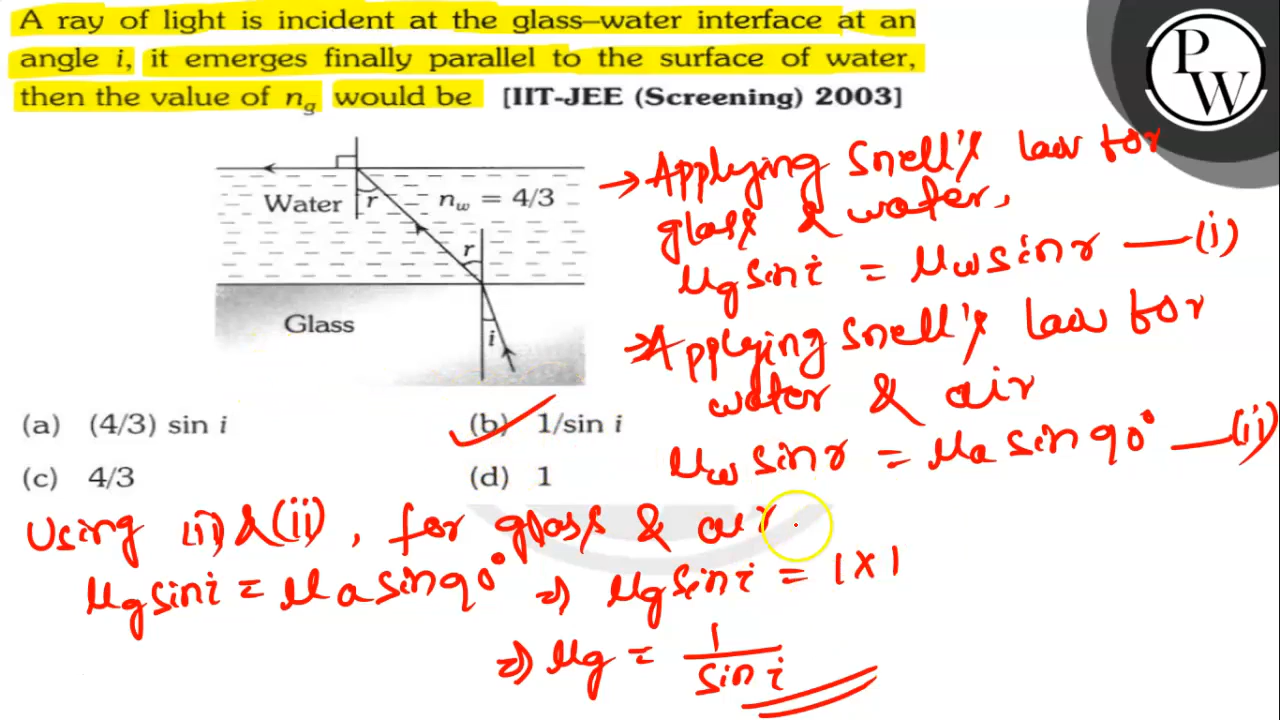 A ray of light is incident at the glass–water interface at an
angle i, it emerges finally parallel to the surface of water,
then the value of n_g would be [IIT-JEE (Screening) 2003]
P
W
Water
r
n_w = 4/3
r
Glass
i
(a) (4/3) sin i
(b) 1/sin i
(c) 4/3
(d) 1
→ Applying Snell's law for
glass & water,
μg sin i = μw sin r —(i)
→ Applying Snell's law for
water & air
μw sin r = μa sin 90° —(ii)
Using (i) & (ii), for glass & air
μg sin i = μa sin 90° ⇒ μg sin i = 1 × 1
⇒ μg = 1
sin i